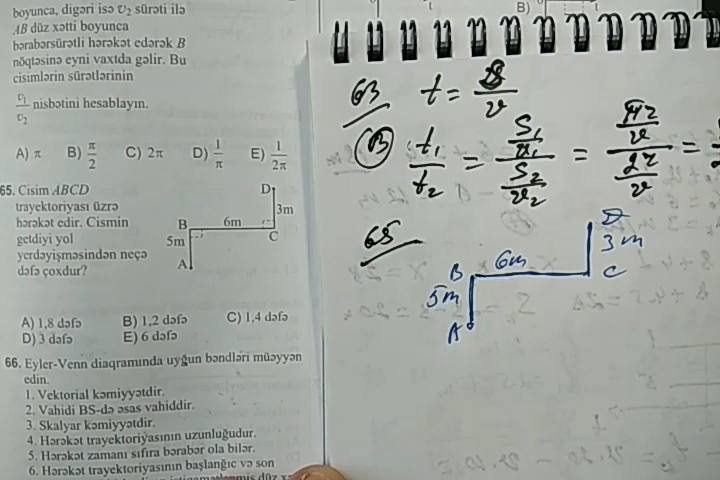 boyunca, digəri isə v₂ sürəti ilə
AB düz xətti boyunca
bərabərsürətli hərəkət edərək B
nöqtəsinə eyni vaxtda gəlir. Bu
cisimlərin sürətlərinin
v₁/v₂ nisbətini hesablayın.
A) π B) π/2 C) 2π D) 1/π E) 1/2π
65. Cisim ABCD
trayektoriyası üzrə
hərəkət edir. Cismin
getdiyi yol
yerdəyişməsindən neçə
dəfə çoxdur?
D
3m
B 6m
C
5m
A
A) 1,8 dəfə B) 1,2 dəfə C) 1,4 dəfə
D) 3 dəfə E) 6 dəfə
66. Eyler-Venn diaqramında uyğun bəndləri müəyyən
edin.
1. Vektorial kəmiyyətdir.
2. Vahidi BS-də əsas vahiddir.
3. Skalyar kəmiyyətdir.
4. Hərəkət trayektoriyasının uzunluğudur.
5. Hərəkət zamanı sıfıra bərabər ola bilər.
6. Hərəkət trayektoriyasının başlanğıc və son
B)
t
63 t = S/v
B t₁/t₂ = (S₁/v₁)/(S₂/v₂) = (πr/v)/(2r/v) =
65
D
3m
B 6m C
5m
A